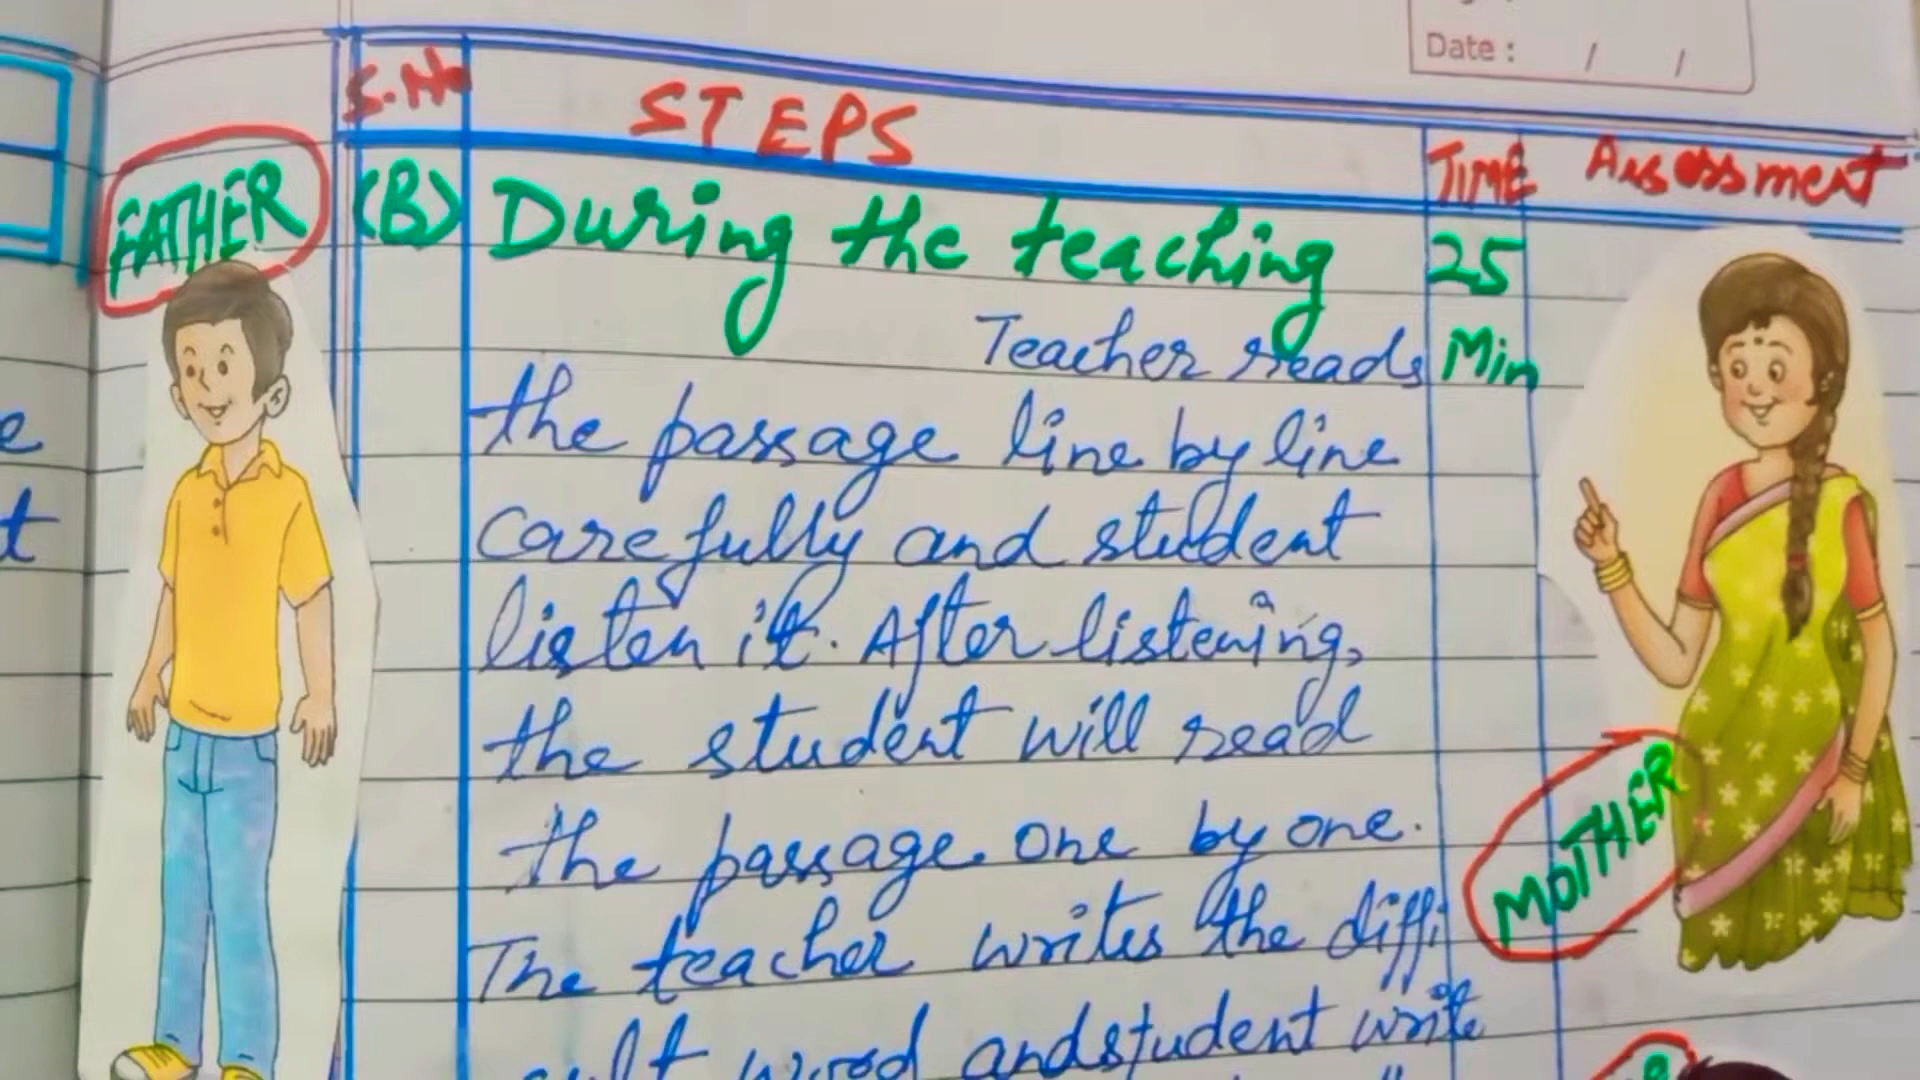 Date : / /
S.No STEPS TIME Assessment
FATHER
(B) During the teaching 25
Teacher reads Min
the passage line by line
carefully and student
listen it. After listening,
the student will read
the passage one by one.
MOTHER
The teacher writes the diffi
cult word and student write
e
t